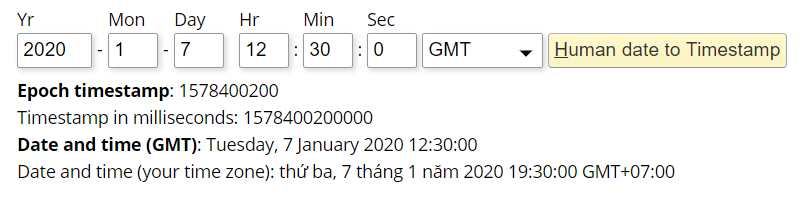 Yr Mon Day Hr Min Sec
2020 - 1 - 7 12 : 30 : 0 GMT Human date to Timestamp
Epoch timestamp: 1578400200
Timestamp in milliseconds: 1578400200000
Date and time (GMT): Tuesday, 7 January 2020 12:30:00
Date and time (your time zone): thứ ba, 7 tháng 1 năm 2020 19:30:00 GMT+07:00